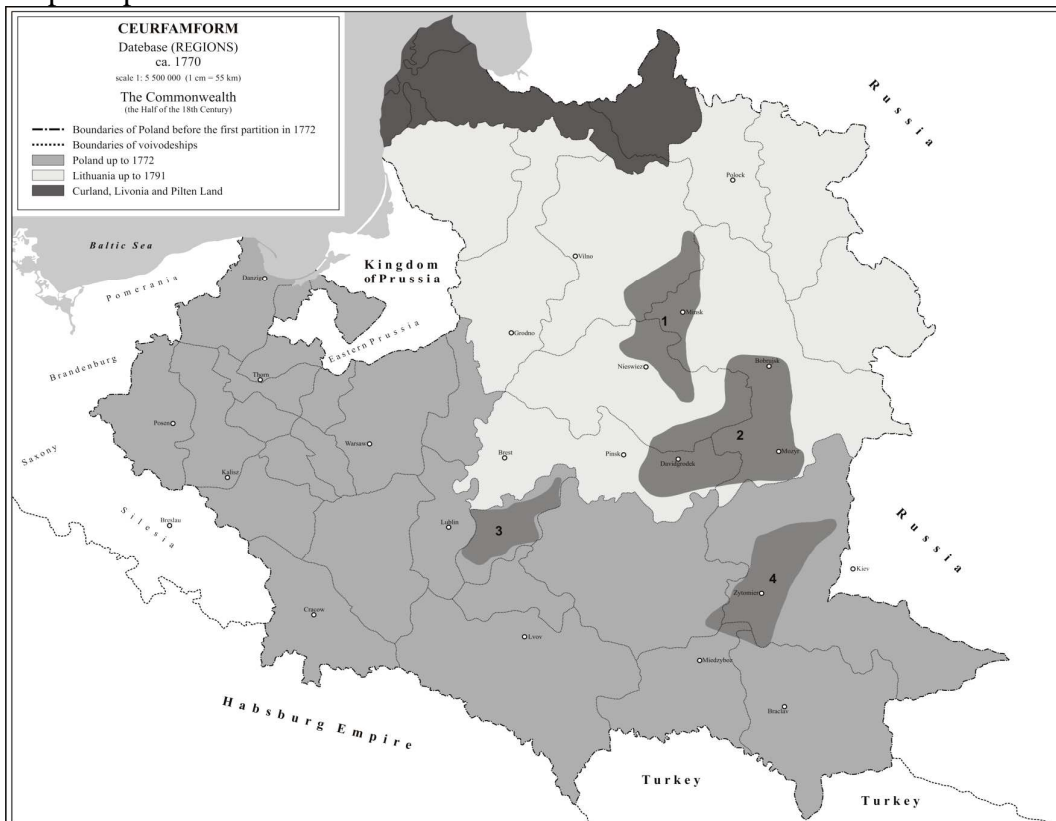 CEURFAMFORM
Datebase (REGIONS)
ca. 1770
scale 1: 5 500 000 (1 cm = 55 km)
The Commonwealth
(the Half of the 18th Century)
Boundaries of Poland before the first partition in 1772
Boundaries of voivodeships
Poland up to 1772
Lithuania up to 1791
Curland, Livonia and Pilten Land
Russia
Polock
Baltic Sea
Vilno
Kingdom
of Prussia
Danzig
Pomerania
Minsk
1
Grodno
Eastern Prussia
Brandenburg
Nieswiez
Bobrujsk
Thorn
Posen
Warsaw
2
Saxony
Brest
Pinsk
Mozyr
Davidgrodek
Kalisz
Silesia
Breslau
Lublin
3
Russia
4
Kiev
Zytomierz
Cracow
Lvov
Miedzyboz
Braclav
Habsburg Empire
Turkey
Turkey